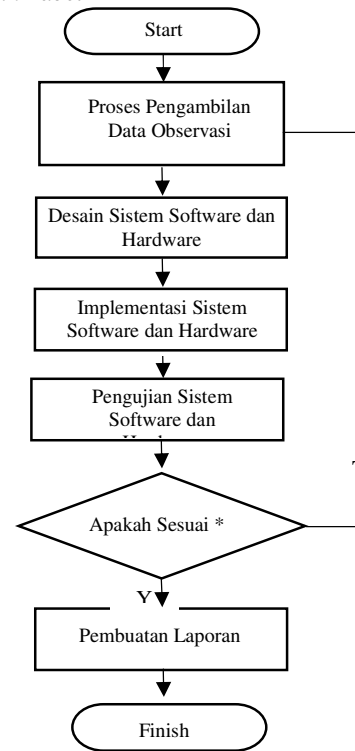 Start
Proses Pengambilan
Data Observasi
Desain Sistem Software dan
Hardware
Implementasi Sistem
Software dan Hardware
Pengujian Sistem
Software dan
Apakah Sesuai *
Y
Pembuatan Laporan
Finish